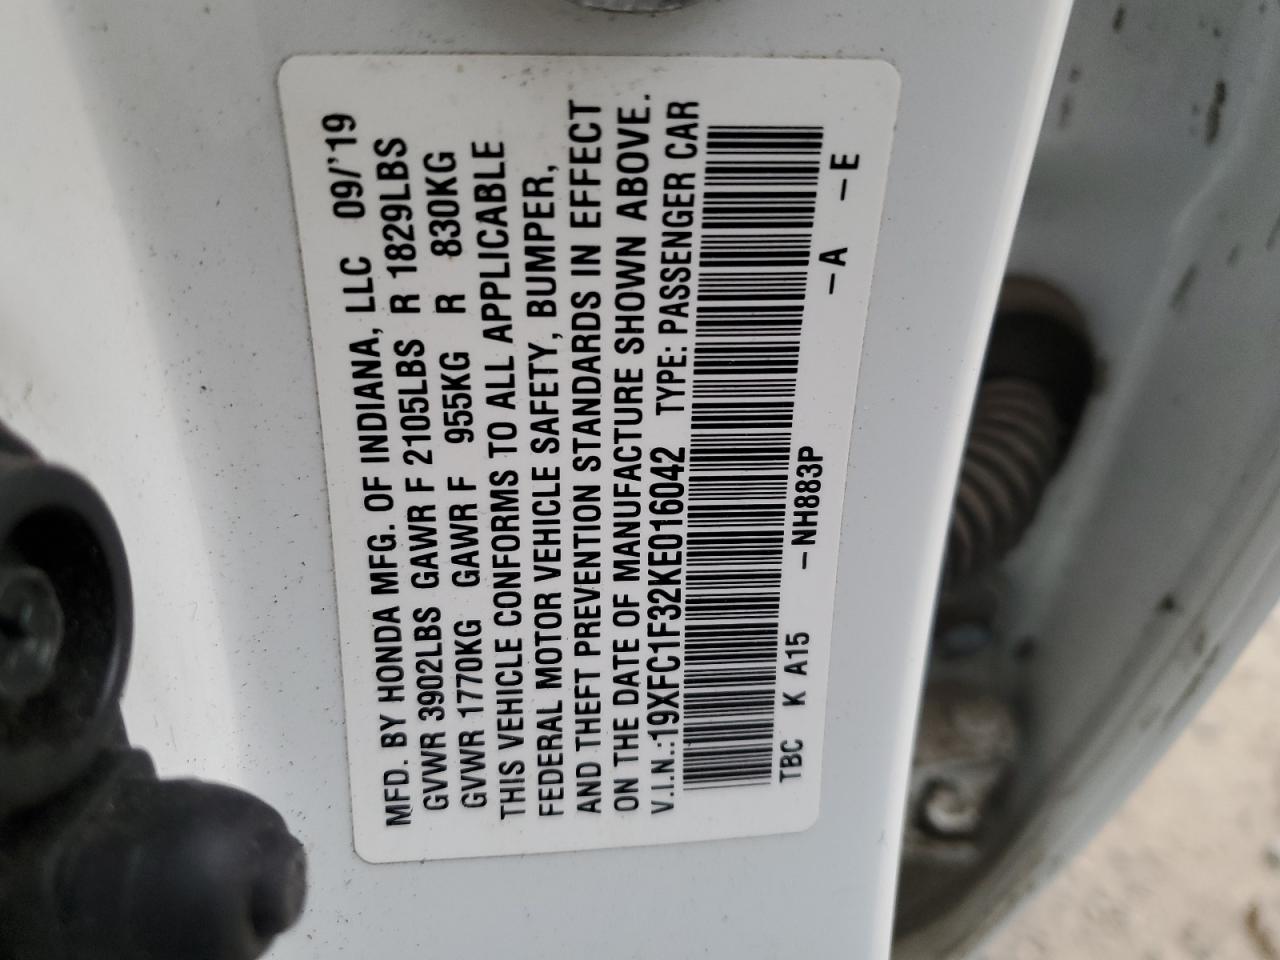 MFD. BY HONDA MFG. OF INDIANA, LLC 09/'19
GVWR 3902LBS GAWR F 2105LBS R 1829LBS
GVWR 1770KG GAWR F 955KG R 830KG
THIS VEHICLE CONFORMS TO ALL APPLICABLE
FEDERAL MOTOR VEHICLE SAFETY, BUMPER,
AND THEFT PREVENTION STANDARDS IN EFFECT
ON THE DATE OF MANUFACTURE SHOWN ABOVE.
V.I.N.:19XFC1F32KE016042 TYPE: PASSENGER CAR
TBC K A15 –NH883P –A –E